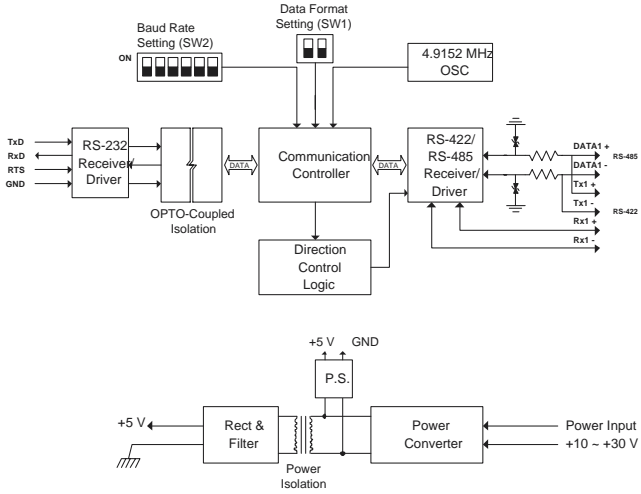 Data Format
Setting (SW1)
Baud Rate
Setting (SW2)
ON
4.9152 MHz
OSC
TxD
RxD
RTS
GND
RS-232
Receiver/
Driver
OPTO-Coupled
Isolation
DATA
Communication
Controller
DATA
RS-422/
RS-485
Receiver/
Driver
DATA1 +
RS-485
DATA1 -
Tx1 +
Tx1 -
RS-422
Rx1 +
Rx1 -
Direction
Control
Logic
+5 V GND
P.S.
+5 V
Rect &
Filter
Power
Isolation
Power
Converter
Power Input
+10 ~ +30 V